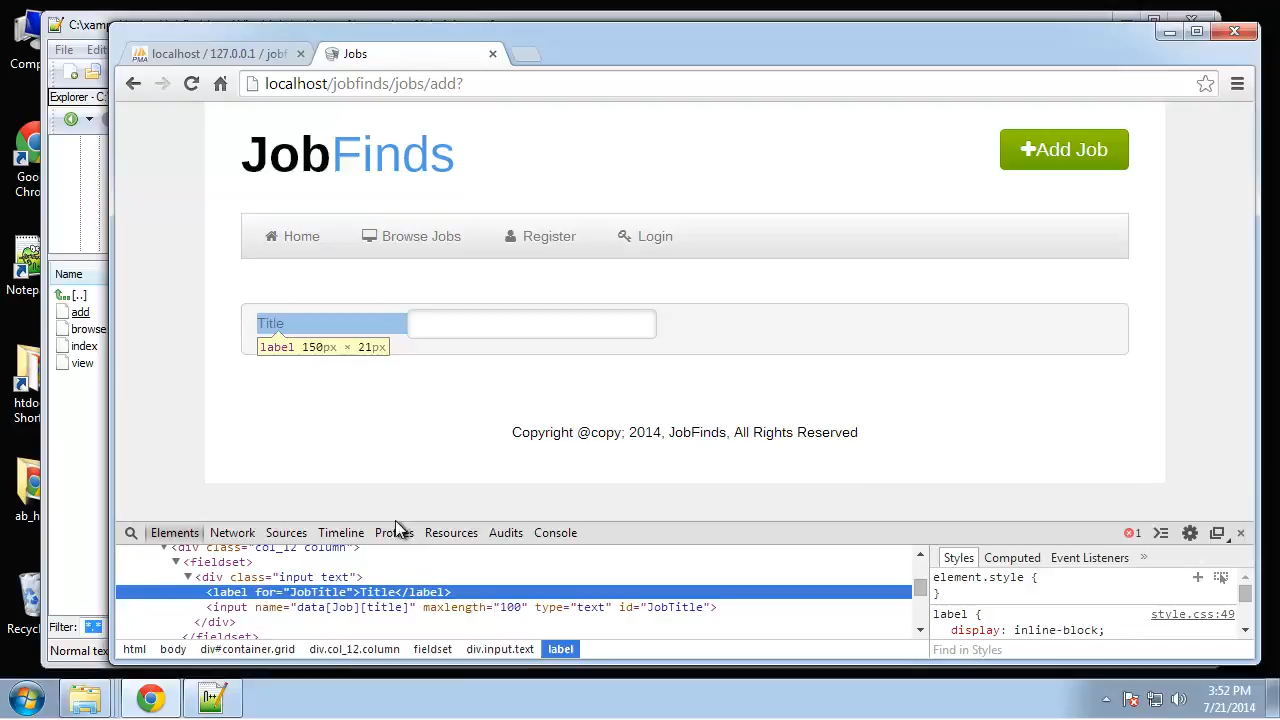 Comp
C:\xamp
File Edi
localhost / 127.0.0.1 / jobf
Jobs
localhost/jobfinds/jobs/add?
Explorer - C:
Goo
Chro
JobFinds
Add Job
Home
Browse Jobs
Register
Login
Notep
Name
[..]
add
browse
index
view
Title
label 150px × 21px
htdo
Short
Copyright @copy; 2014, JobFinds, All Rights Reserved
ab_h
Elements Network Sources Timeline Profiles Resources Audits Console
1
<div class="col_12 column">
<fieldset>
<div class="input text">
<label for="JobTitle">Title</label>
<input name="data[Job][title]" maxlength="100" type="text" id="JobTitle">
</div>
</fieldset>
Styles Computed Event Listeners »
element.style {
}
label { style.css:49
display: inline-block;
Find in Styles
html body div#container.grid div.col_12.column fieldset div.input.text label
Recyc
Filter: *.*
Normal text
3:52 PM
7/21/2014